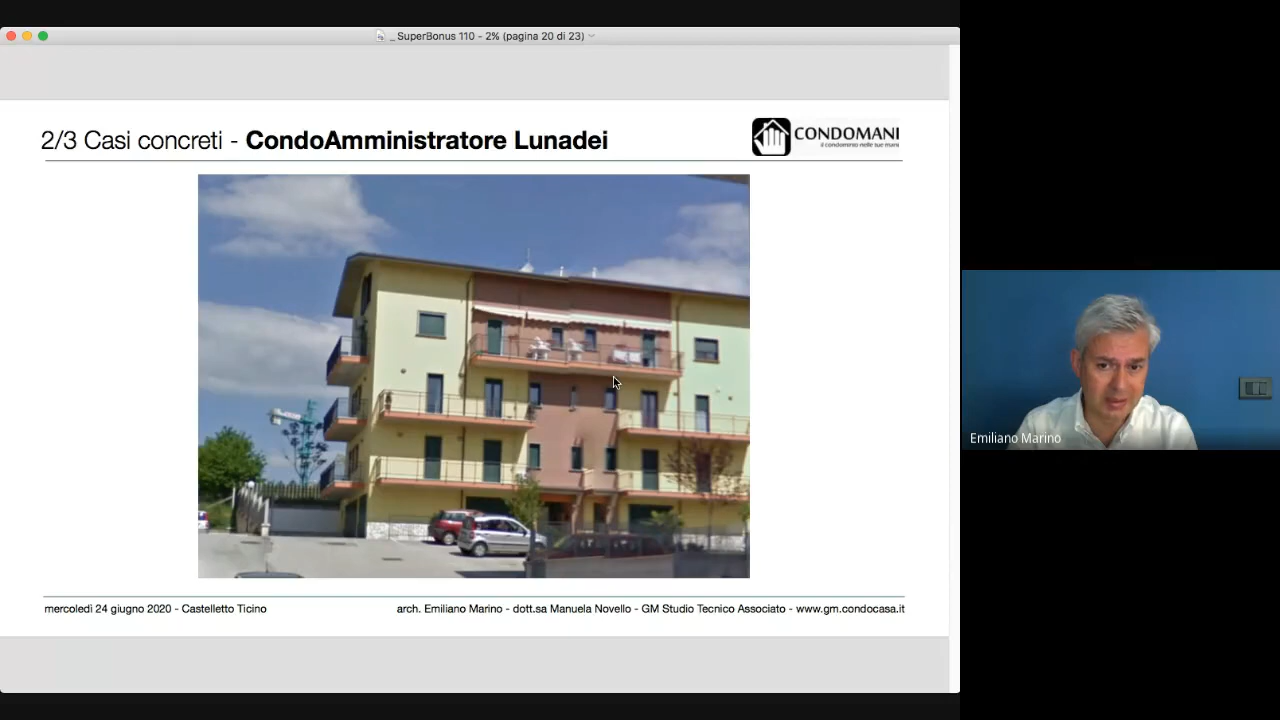 _ SuperBonus 110 - 2% (pagina 20 di 23)
2/3 Casi concreti - CondoAmministratore Lunadei
CONDOMANI
il condominio nelle tue mani
Emiliano Marino
mercoledì 24 giugno 2020 - Castelletto Ticino
arch. Emiliano Marino - dott.sa Manuela Novello - GM Studio Tecnico Associato - www.gm.condocasa.it